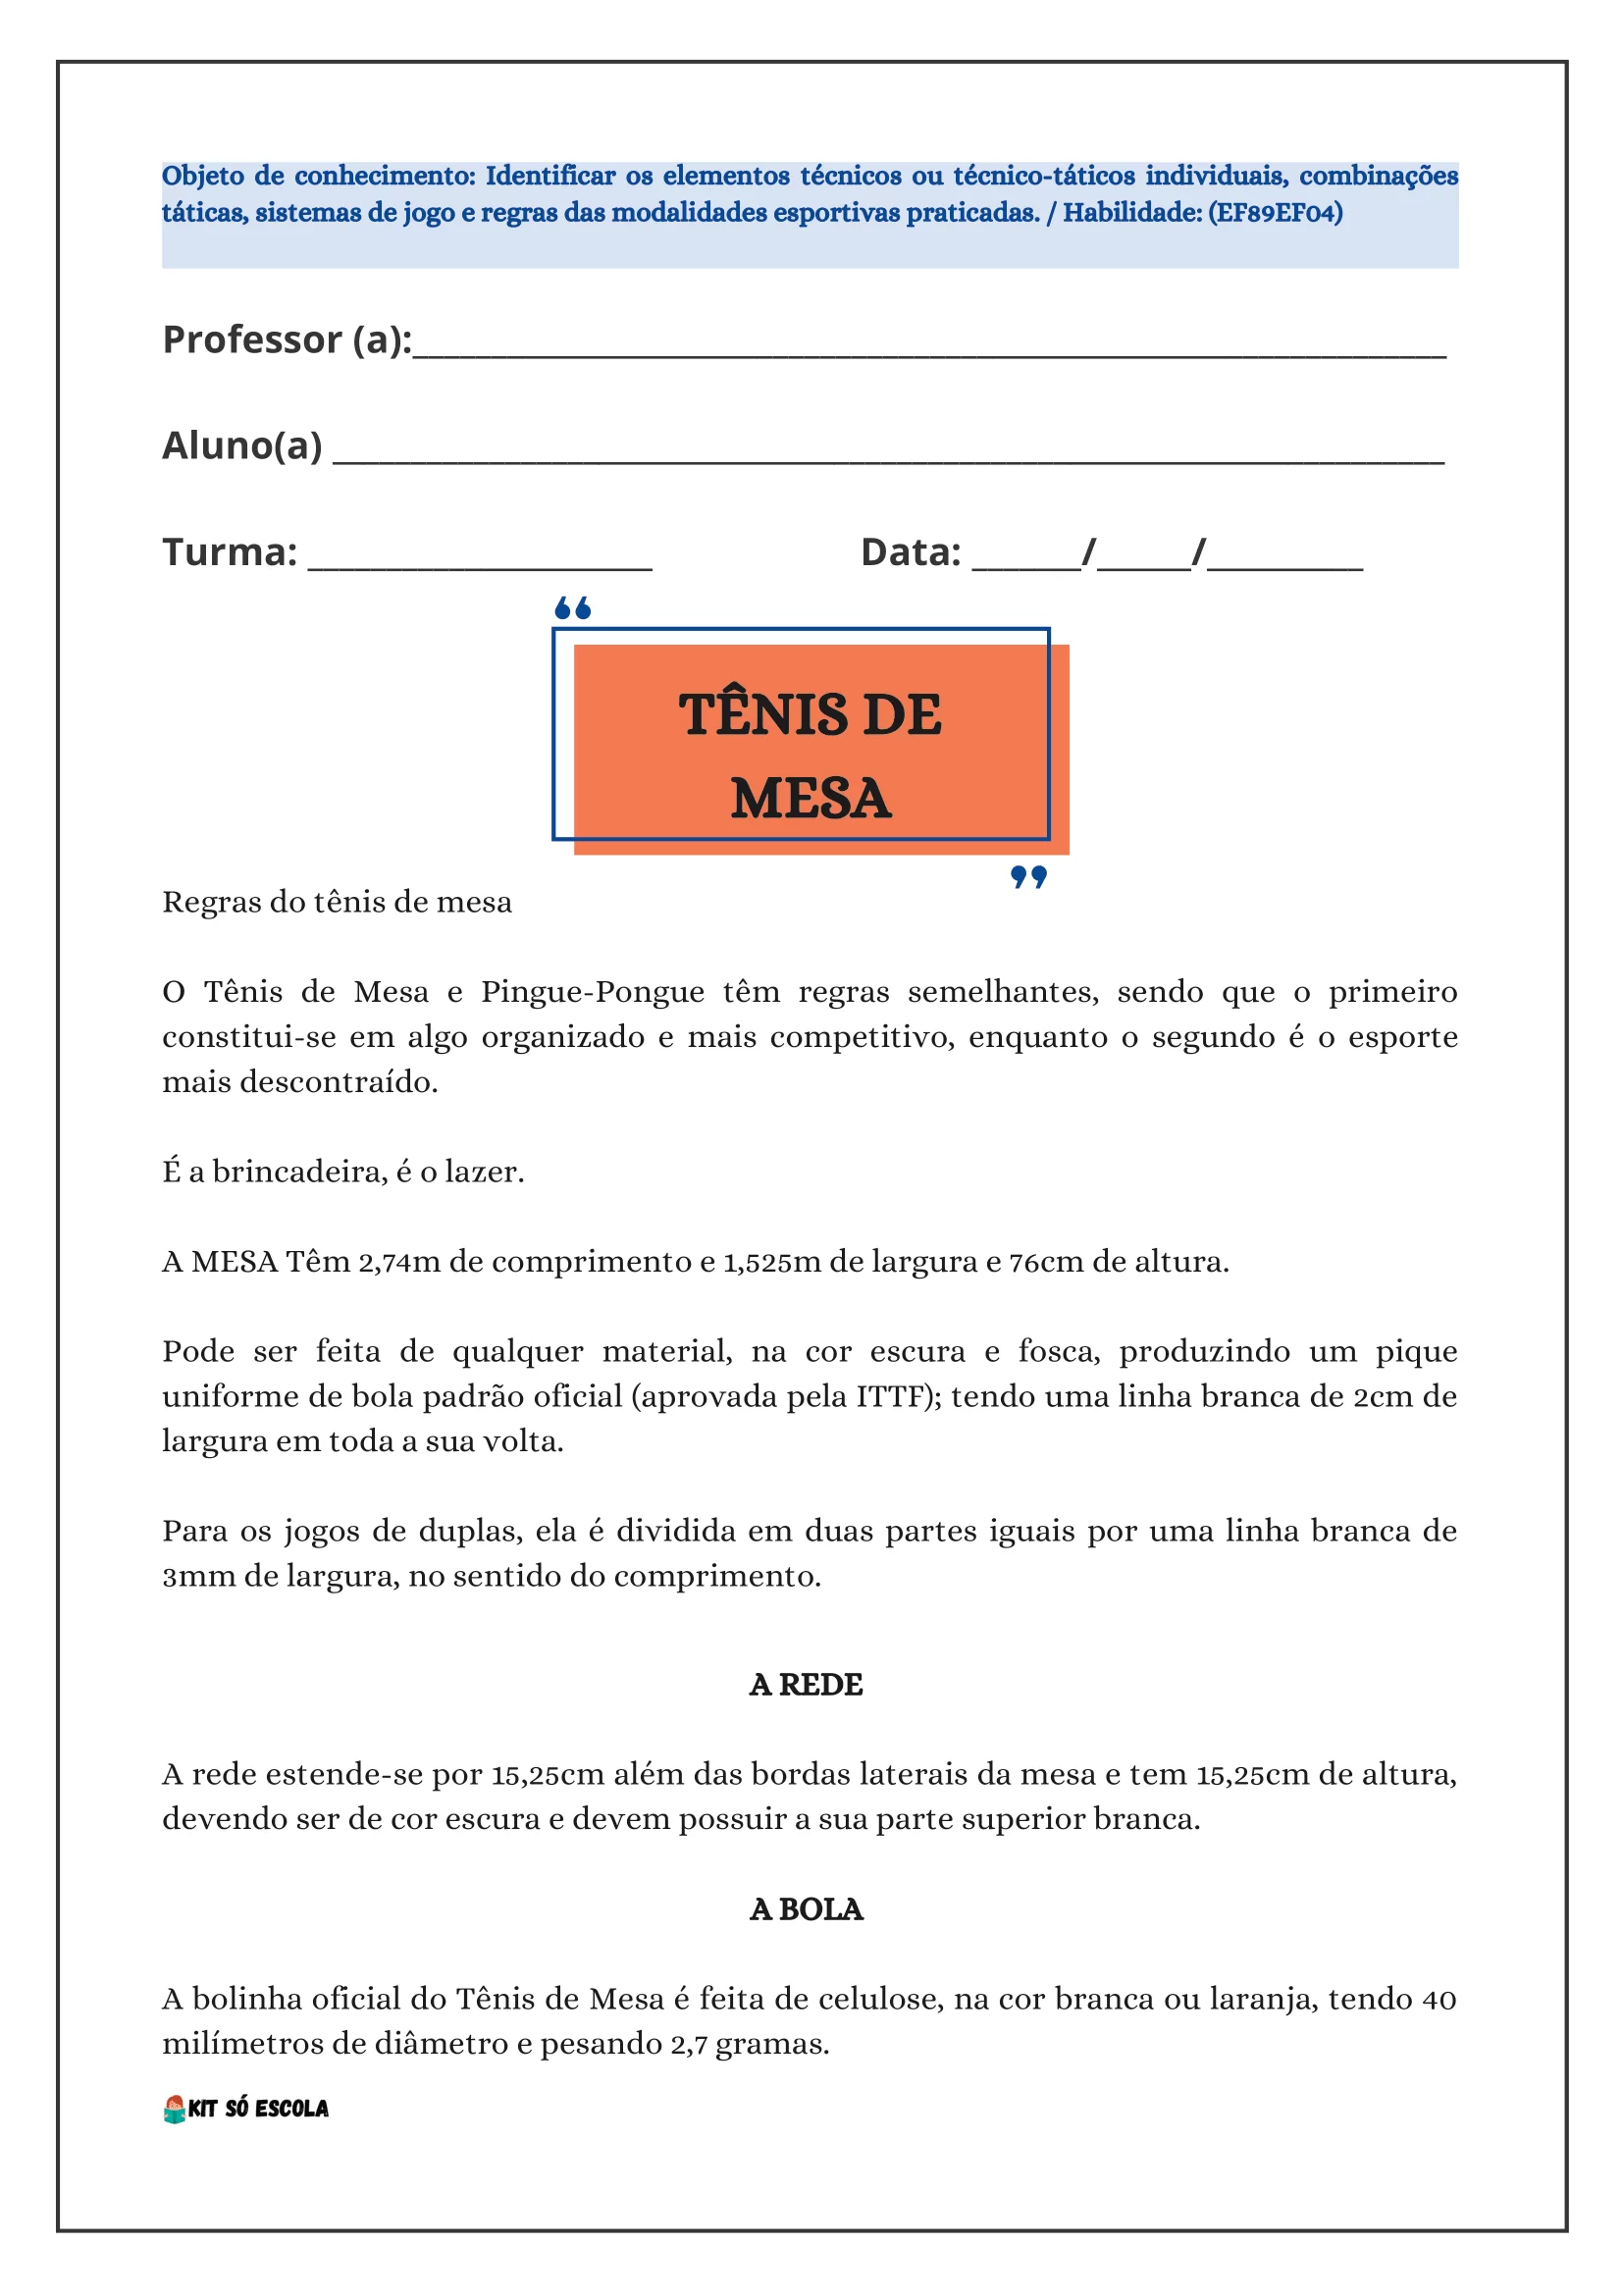 Objeto de conhecimento: Identificar os elementos técnicos ou técnico-táticos individuais, combinações
táticas, sistemas de jogo e regras das modalidades esportivas praticadas. / Habilidade: (EF89EF04)
Professor (a):__________________________________________________________________
Aluno(a) _______________________________________________________________________
Turma: ______________________ Data: _______/______/__________
“
TÊNIS DE
MESA
”
Regras do tênis de mesa
O Tênis de Mesa e Pingue-Pongue têm regras semelhantes, sendo que o primeiro
constitui-se em algo organizado e mais competitivo, enquanto o segundo é o esporte
mais descontraído.
É a brincadeira, é o lazer.
A MESA Têm 2,74m de comprimento e 1,525m de largura e 76cm de altura.
Pode ser feita de qualquer material, na cor escura e fosca, produzindo um pique
uniforme de bola padrão oficial (aprovada pela ITTF); tendo uma linha branca de 2cm de
largura em toda a sua volta.
Para os jogos de duplas, ela é dividida em duas partes iguais por uma linha branca de
3mm de largura, no sentido do comprimento.
A REDE
A rede estende-se por 15,25cm além das bordas laterais da mesa e tem 15,25cm de altura,
devendo ser de cor escura e devem possuir a sua parte superior branca.
A BOLA
A bolinha oficial do Tênis de Mesa é feita de celulose, na cor branca ou laranja, tendo 40
milímetros de diâmetro e pesando 2,7 gramas.
KIT SÓ ESCOLA